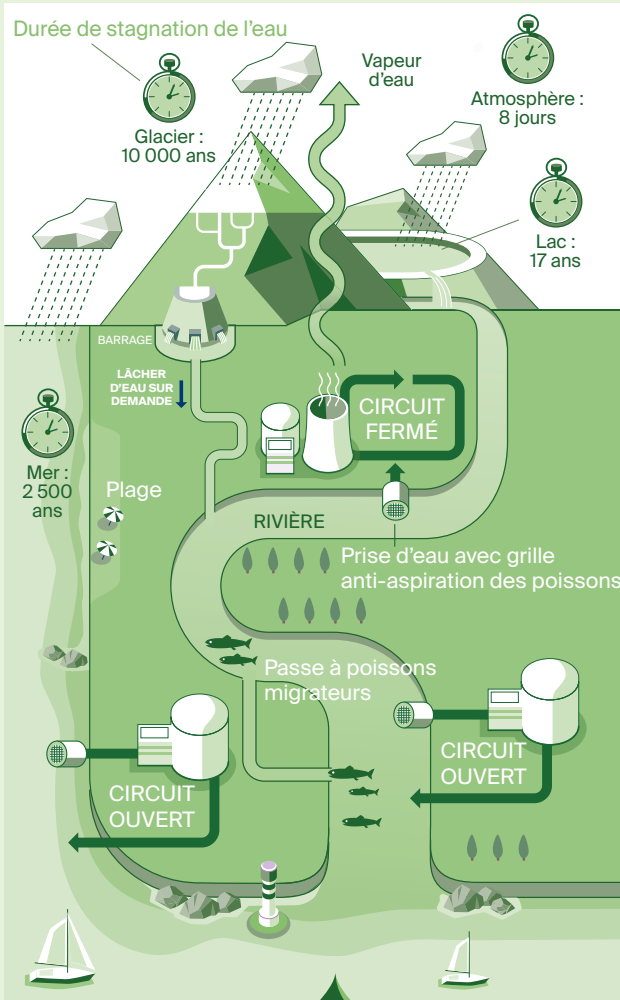 Durée de stagnation de l'eau
Vapeur
d'eau
Atmosphère :
8 jours
Glacier :
10 000 ans
Lac :
17 ans
BARRAGE
LÂCHER
D'EAU SUR
DEMANDE
CIRCUIT
FERMÉ
Mer :
2 500
ans
Plage
RIVIÈRE
Prise d'eau avec grille
anti-aspiration des poissons
Passe à poissons
migrateurs
CIRCUIT
OUVERT
CIRCUIT
OUVERT